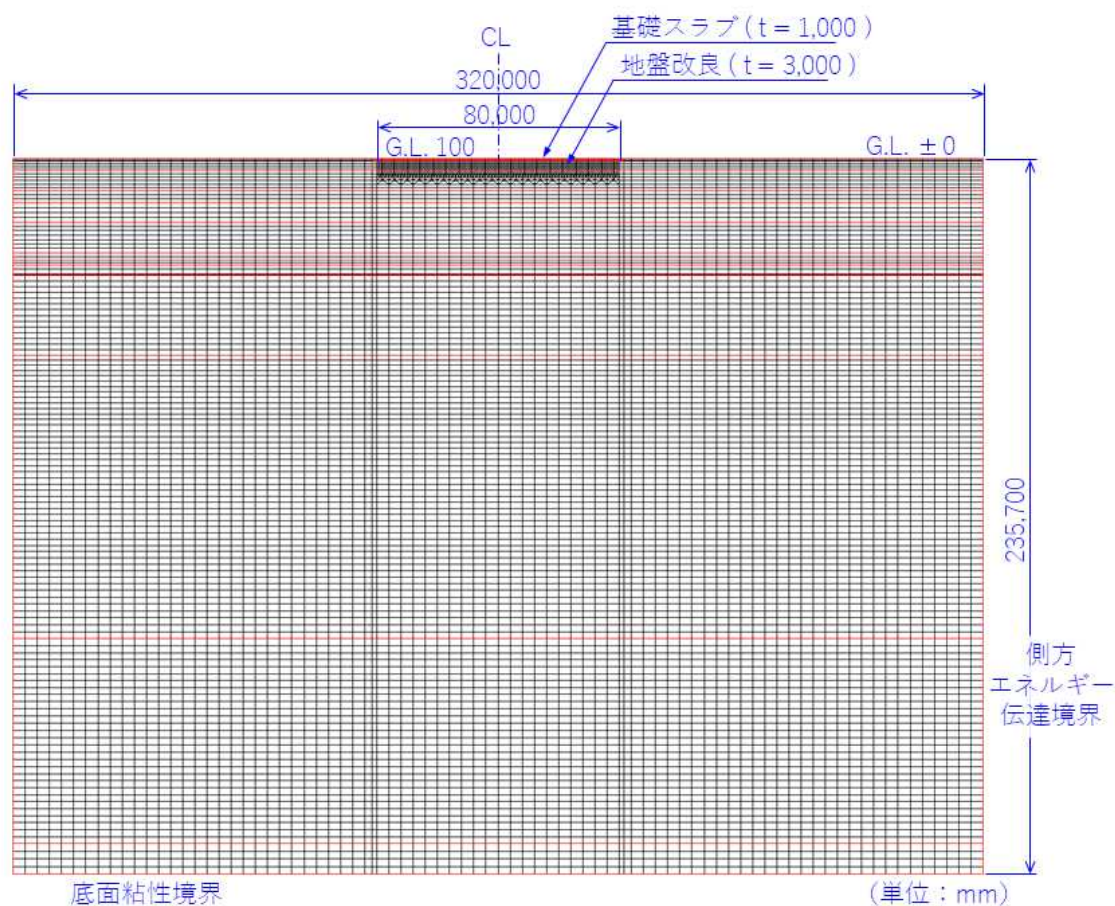 基礎スラブ(t = 1,000 )
CL
地盤改良(t = 3,000 )
320,000
80,000
G.L. 100
G.L. ± 0
235,700
側方
エネルギー
伝達境界
底面粘性境界
(単位：mm)